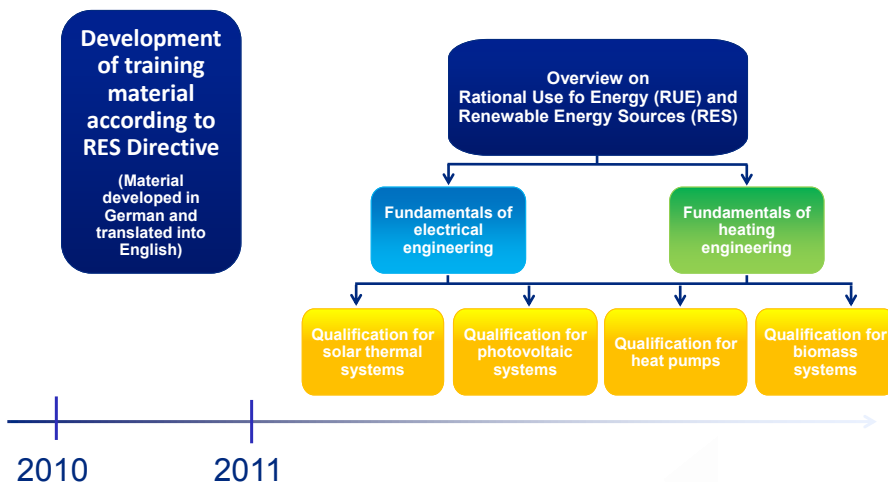 Development
of training
material
according to
RES Directive
(Material
developed in
German and
translated into
English)
Overview on
Rational Use fo Energy (RUE) and
Renewable Energy Sources (RES)
Fundamentals of
electrical
engineering
Fundamentals of
heating
engineering
Qualification for
solar thermal
systems
Qualification for
photovoltaic
systems
Qualification for
heat pumps
Qualification for
biomass
systems
2010
2011